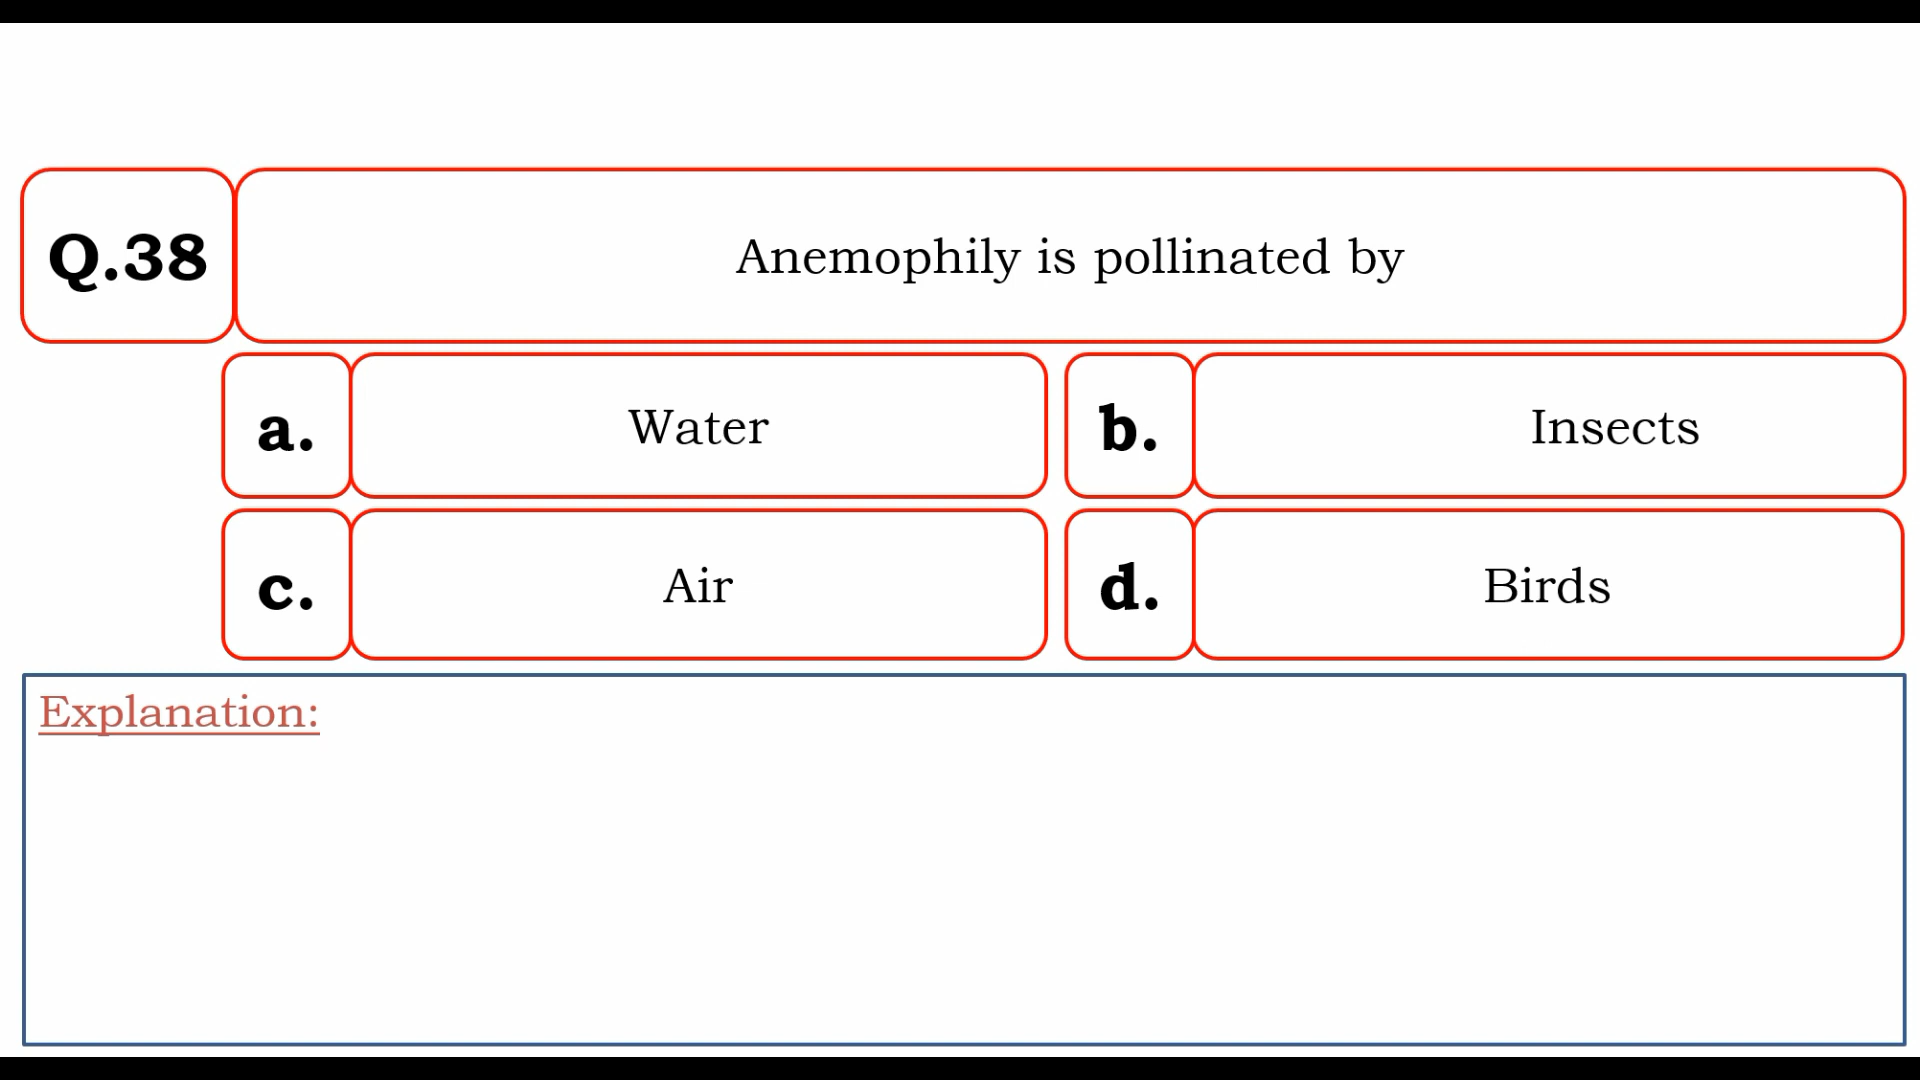 Q.38 Anemophily is pollinated by
a. Water b. Insects
c. Air d. Birds
Explanation: